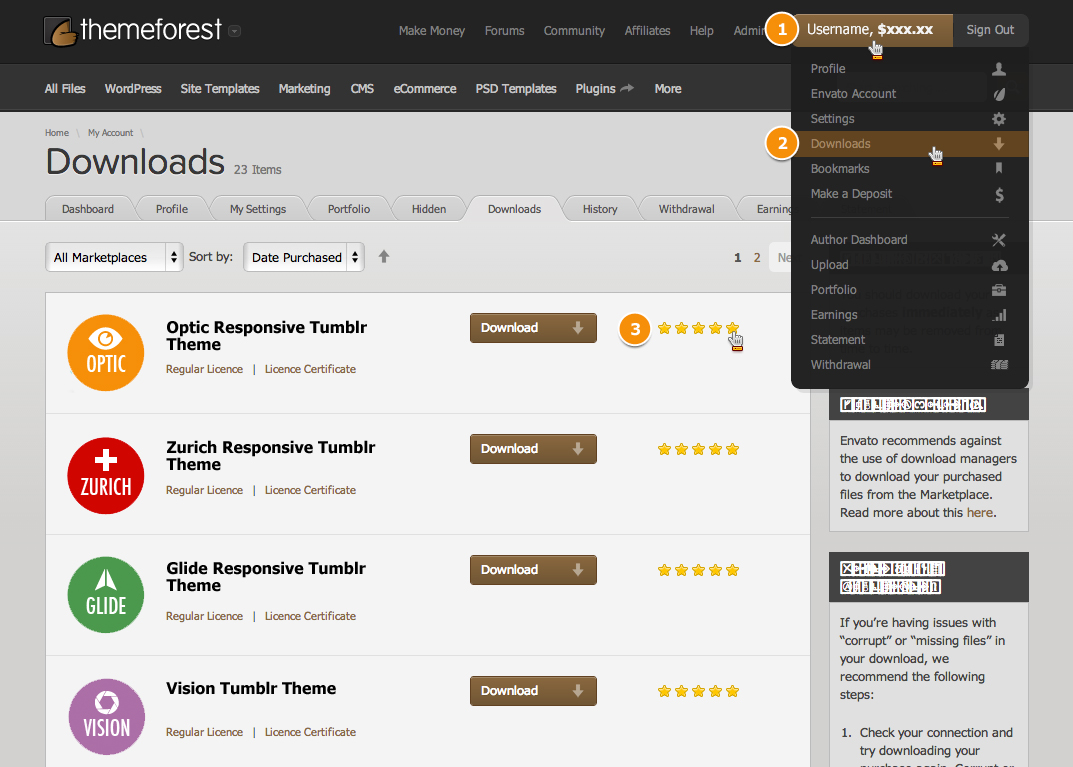 themeforest
Make Money Forums Community Affiliates Help
1 Username, $xxx.xx Sign Out
All Files WordPress Site Templates Marketing CMS eCommerce PSD Templates Plugins More
Profile
Envato Account
Settings
2 Downloads
Bookmarks
Make a Deposit
Author Dashboard
Upload
Portfolio
Earnings
Statement
Withdrawal
Home \ My Account \
Downloads 23 Items
Dashboard Profile My Settings Portfolio Hidden Downloads History Withdrawal
All Marketplaces Sort by: Date Purchased 1 2
OPTIC
Optic Responsive Tumblr
Theme
Regular Licence | Licence Certificate
Download
3
ZURICH
Zurich Responsive Tumblr
Theme
Regular Licence | Licence Certificate
Download
GLIDE
Glide Responsive Tumblr
Theme
Regular Licence | Licence Certificate
Download
VISION
Vision Tumblr Theme
Regular Licence | Licence Certificate
Download
Envato recommends against
the use of download managers
to download your purchased
files from the Marketplace.
Read more about this here.
If you're having issues with
“corrupt” or “missing files” in
your download, we
recommend the following
steps:
1. Check your connection and
try downloading your